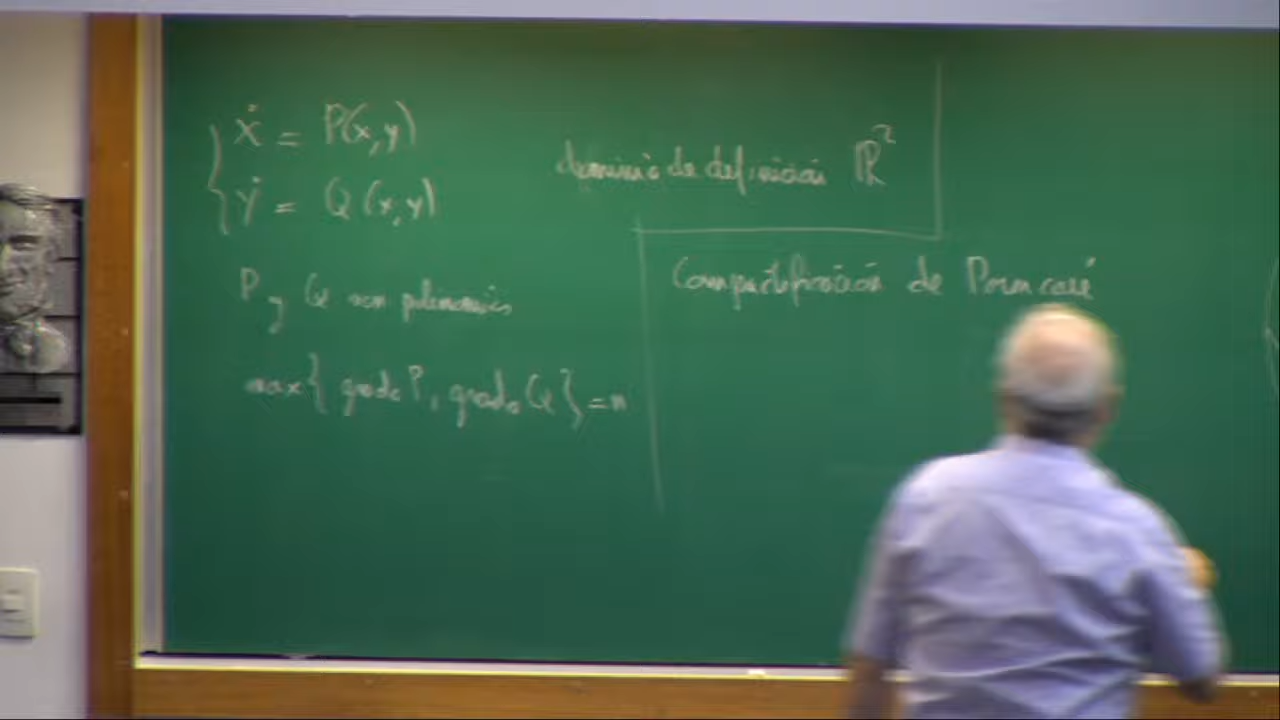 ẋ = P(x,y)
ẏ = Q(x,y)
dominio de definición ℝ²
P y Q son polinomios
max{ grado P, grado Q } = n
Compactificación de Poincaré